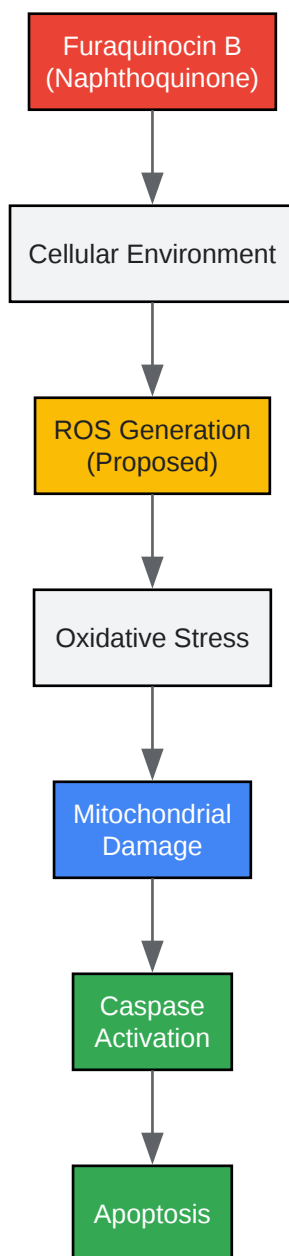 Furaquinocin B
(Naphthoquinone)
Cellular Environment
ROS Generation
(Proposed)
Oxidative Stress
Mitochondrial
Damage
Caspase
Activation
Apoptosis